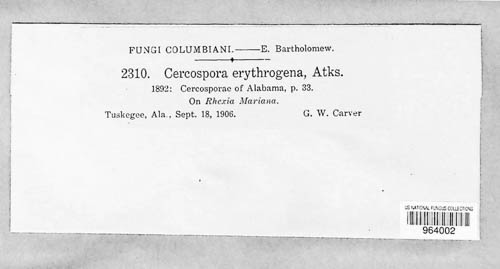 FUNGI COLUMBIANI.——E. Bartholomew.
2310. Cercospora erythrogena, Atks.
1892: Cercosporae of Alabama, p. 33.
On Rhexia Mariana.
Tuskegee, Ala., Sept. 18, 1906. G. W. Carver
US NATIONAL FUNGUS COLLECTIONS
964002